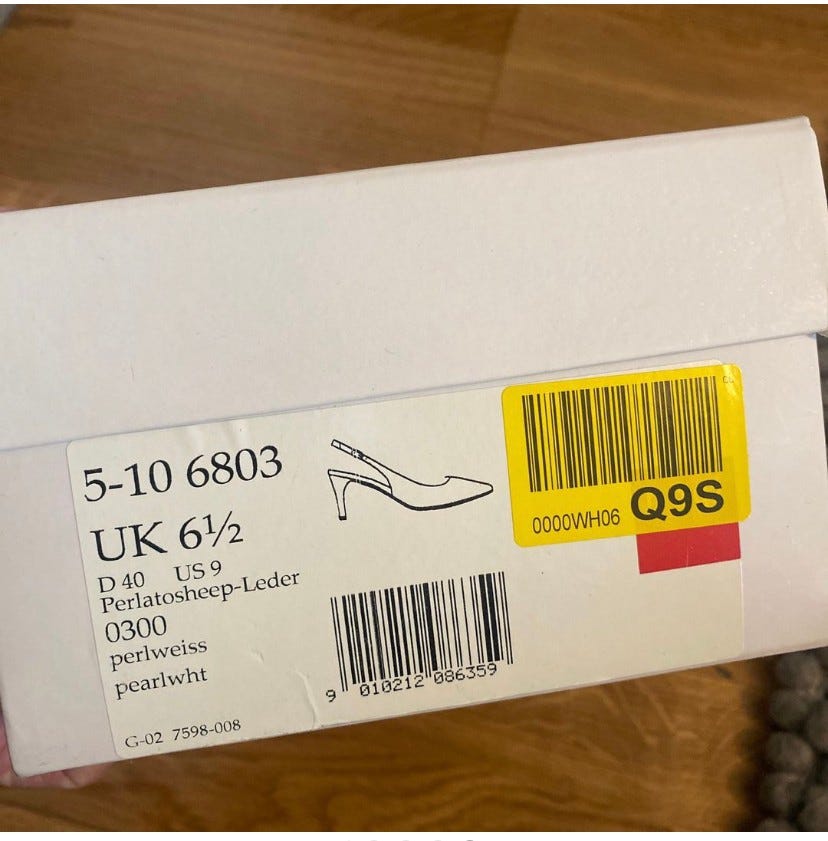 5-10 6803
UK 6½
D 40 US 9
Perlatosheep-Leder
0300
perlweiss
pearlwht
G-02 7598-008
9 010212 086359
0000WH06 Q9S